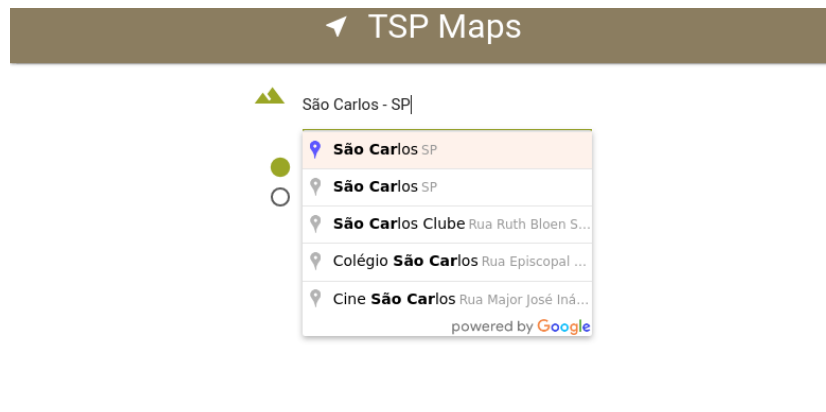 TSP Maps
São Carlos - SP
São Carlos SP
São Carlos SP
São Carlos Clube Rua Ruth Bloen S...
Colégio São Carlos Rua Episcopal ...
Cine São Carlos Rua Major José Iná...
powered by Google